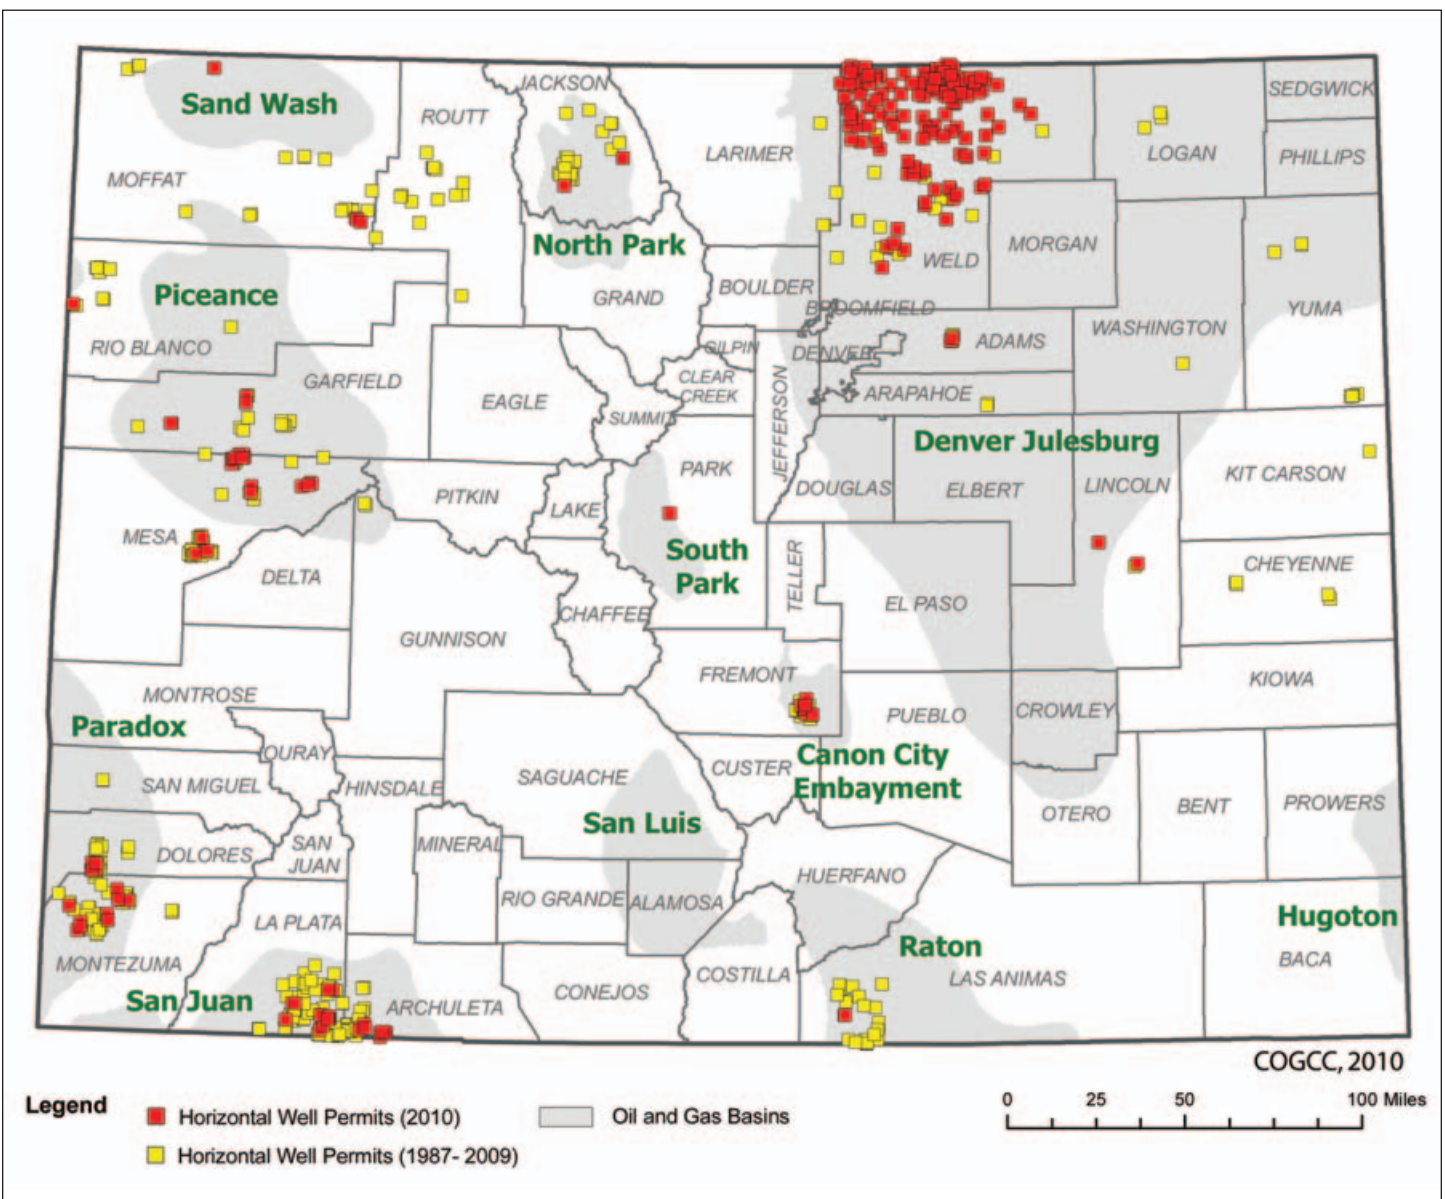 JACKSON
SEDGWICK
Sand Wash
ROUTT
LARIMER
LOGAN
PHILLIPS
MOFFAT
North Park
WELD
MORGAN
Piceance
GRAND
BOULDER
BROOMFIELD
YUMA
RIO BLANCO
GILPIN
DENVER
ADAMS
WASHINGTON
GARFIELD
EAGLE
CLEAR
CREEK
SUMMIT
JEFFERSON
ARAPAHOE
Denver Julesburg
PARK
PITKIN
LAKE
DOUGLAS
ELBERT
LINCOLN
KIT CARSON
MESA
DELTA
South
Park
TELLER
CHEYENNE
GUNNISON
CHAFFEE
EL PASO
MONTROSE
FREMONT
KIOWA
Paradox
OURAY
PUEBLO
CROWLEY
SAN MIGUEL
HINSDALE
SAGUACHE
CUSTER
Canon City
Embayment
OTERO
BENT
PROWERS
San Luis
DOLORES
SAN
JUAN
MINERAL
RIO GRANDE
ALAMOSA
HUERFANO
LA PLATA
Hugoton
MONTEZUMA
Raton
San Juan
ARCHULETA
CONEJOS
COSTILLA
LAS ANIMAS
BACA
COGCC, 2010
Legend
Horizontal Well Permits (2010)
Oil and Gas Basins
Horizontal Well Permits (1987- 2009)
0 25 50 100 Miles